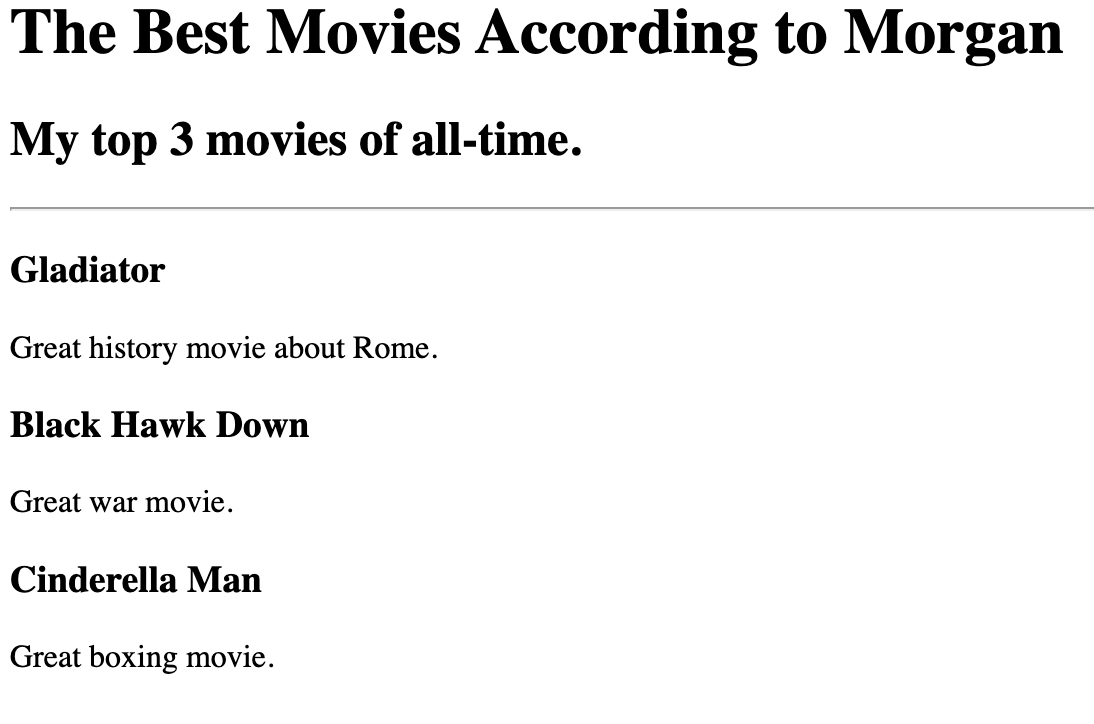 The Best Movies According to Morgan
My top 3 movies of all-time.
Gladiator
Great history movie about Rome.
Black Hawk Down
Great war movie.
Cinderella Man
Great boxing movie.